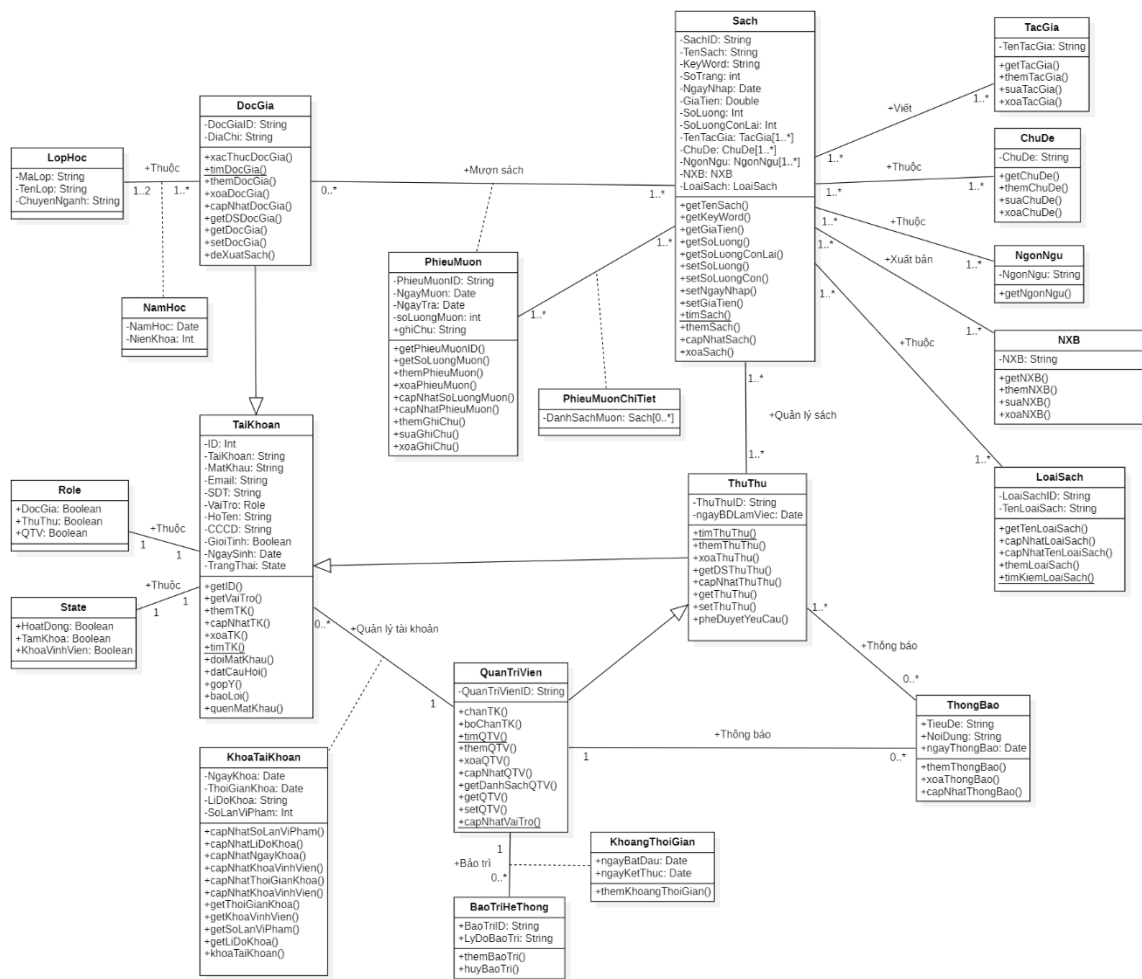 Sach
-SachID: String
-TenSach: String
-KeyWord: String
-SoTrang: int
-NgayNhap: Date
-GiaTien: Double
-SoLuong: Int
-SoLuongConLai: Int
-TenTacGia: TacGia[1..*]
-ChuDe: ChuDe[1..*]
-NgonNgu: NgonNgu[1..*]
-NXB: NXB
-LoaiSach: LoaiSach
+getTenSach()
+getKeyWord()
+getGiaTien()
+getSoLuong()
+getSoLuongConLai()
+setSoLuong()
+setSoLuongCon()
+setNgayNhap()
+setGiaTien()
+timSach()
+themSach()
+capNhatSach()
+xoaSach()
TacGia
-TenTacGia: String
+getTacGia()
+themTacGia()
+suaTacGia()
+xoaTacGia()
+Viết
1..*
1..*
DocGia
-DocGiaID: String
-DiaChi: String
+xacThucDocGia()
+timDocGia()
+themDocGia()
+xoaDocGia()
+capNhatDocGia()
+getDSDocGia()
+getDocGia()
+setDocGia()
+deXuatSach()
LopHoc
-MaLop: String
-TenLop: String
-ChuyenNganh: String
+Thuộc
1..2
1..*
+Mượn sách
0..*
1..*
ChuDe
-ChuDe: String
+getChuDe()
+themChuDe()
+suaChuDe()
+xoaChuDe()
+Thuộc
1..*
1..*
NgonNgu
-NgonNgu: String
+getNgonNgu()
+Thuộc
1..*
1..*
NamHoc
-NamHoc: Date
-NienKhoa: Int
PhieuMuon
-PhieuMuonID: String
-NgayMuon: Date
-NgayTra: Date
-soLuongMuon: int
+ghiChu: String
+getPhieuMuonID()
+getSoLuongMuon()
+themPhieuMuon()
+xoaPhieuMuon()
+capNhatSoLuongMuon()
+capNhatPhieuMuon()
+themGhiChu()
+suaGhiChu()
+xoaGhiChu()
1..*
1..*
PhieuMuonChiTiet
-DanhSachMuon: Sach[0..*]
+Xuất bản
1..*
1..*
NXB
-NXB: String
+getNXB()
+themNXB()
+suaNXB()
+xoaNXB()
+Thuộc
1..*
1..*
LoaiSach
-LoaiSachID: String
-TenLoaiSach: String
+getTenLoaiSach()
+capNhatLoaiSach()
+capNhatTenLoaiSach()
+themLoaiSach()
+timKiemLoaiSach()
1..*
+Quản lý sách
1..*
ThuThu
-ThuThuID: String
-ngayBDLamViec: Date
+timThuThu()
+themThuThu()
+xoaThuThu()
+getDSThuThu()
+capNhatThuThu()
+getThuThu()
+setThuThu()
+pheDuyetYeuCau()
TaiKhoan
-ID: Int
-TaiKhoan: String
-MatKhau: String
-Email: String
-SDT: String
-VaiTro: Role
-HoTen: String
-CCCD: String
-GioiTinh: Boolean
-NgaySinh: Date
-TrangThai: State
+getID()
+getVaiTro()
+themTK()
+capNhatTK()
+xoaTK()
+timTK()
+doiMatKhau()
+datCauHoi()
+gopY()
+baoLoi()
+quenMatKhau()
Role
+DocGia: Boolean
+ThuThu: Boolean
+QTV: Boolean
+Thuộc
1
1
State
+HoatDong: Boolean
+TamKhoa: Boolean
+KhoaVinhVien: Boolean
+Thuộc
1
1
0..*
+Quản lý tài khoản
1
QuanTriVien
-QuanTriVienID: String
+chanTK()
+boChanTK()
+timQTV()
+themQTV()
+xoaQTV()
+capNhatQTV()
+getDanhSachQTV()
+getQTV()
+setQTV()
+capNhatVaiTro()
1..*
+Thông báo
0..*
+Thông báo
1
0..*
ThongBao
+TieuDe: String
+NoiDung: String
+ngayThongBao: Date
+themThongBao()
+xoaThongBao()
+capNhatThongBao()
KhoaTaiKhoan
-NgayKhoa: Date
-ThoiGianKhoa: Date
-LiDoKhoa: String
-SoLanViPham: Int
+capNhatSoLanViPham()
+capNhatLiDoKhoa()
+capNhatNgayKhoa()
+capNhatKhoaVinhVien()
+capNhatThoiGianKhoa()
+capNhatKhoaVinhVien()
+getThoiGianKhoa()
+getKhoaVinhVien()
+getSoLanViPham()
+getLiDoKhoa()
+khoaTaiKhoan()
1
+Bảo trì
0..*
KhoangThoiGian
+ngayBatDau: Date
+ngayKetThuc: Date
+themKhoangThoiGian()
BaoTriHeThong
+BaoTriID: String
+LyDoBaoTri: String
+themBaoTri()
+huyBaoTri()